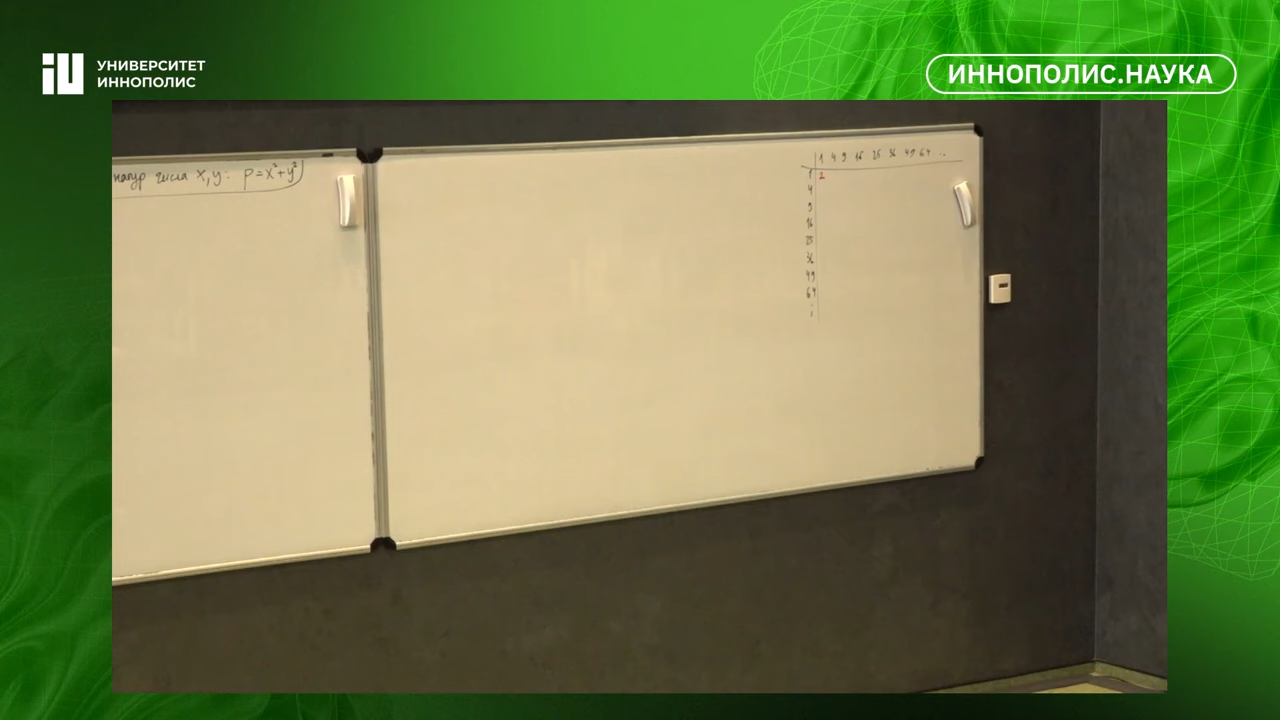 УНИВЕРСИТЕТ
ИННОПОЛИС
ИННОПОЛИС.НАУКА
натур числа x, y: p=x²+y²
1 4 9 16 25 36 49 64 ...
1 2
4
9
16
25
36
49
64
⋮